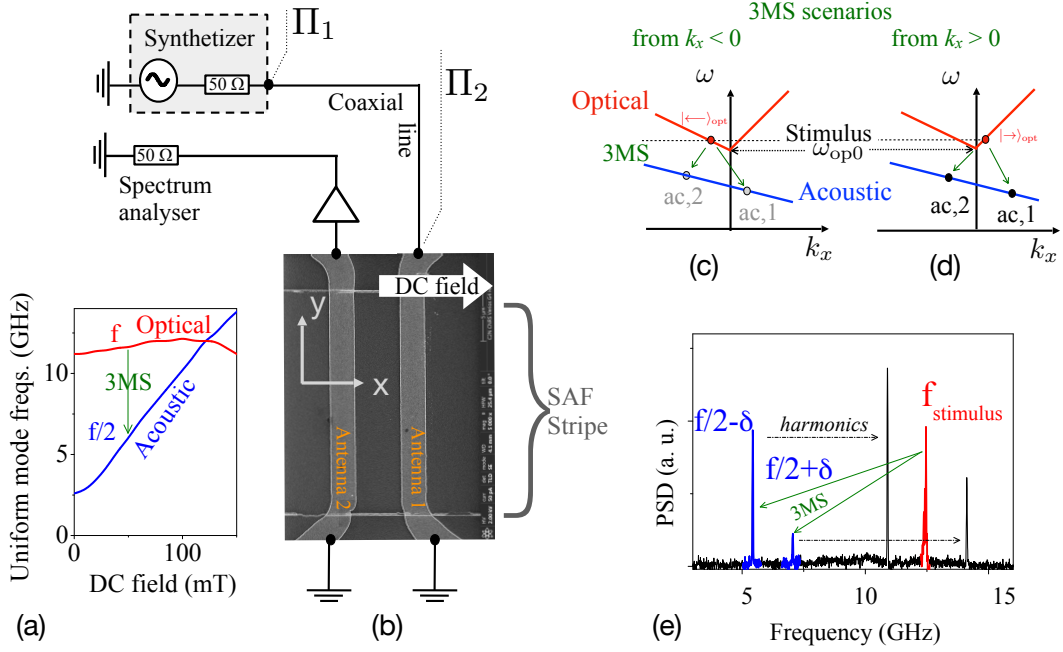 Synthetizer
50 Ω
Π1
Π2
Coaxial
line
50 Ω
Spectrum
analyser
DC field
y
x
Antenna 2
Antenna 1
SAF
Stripe
(b)
Uniform mode freqs. (GHz)
10
5
0
f
Optical
3MS
f/2
Acoustic
0
100
DC field (mT)
(a)
3MS scenarios
from kx < 0
from kx > 0
ω
ω
Optical
|←⟩opt
Stimulus
|→⟩opt
3MS
ωop0
Acoustic
ac,2
ac,1
ac,2
ac,1
kx
kx
(c)
(d)
PSD (a. u.)
f/2-δ
harmonics
f stimulus
f/2+δ
3MS
5
10
15
Frequency (GHz)
(e)